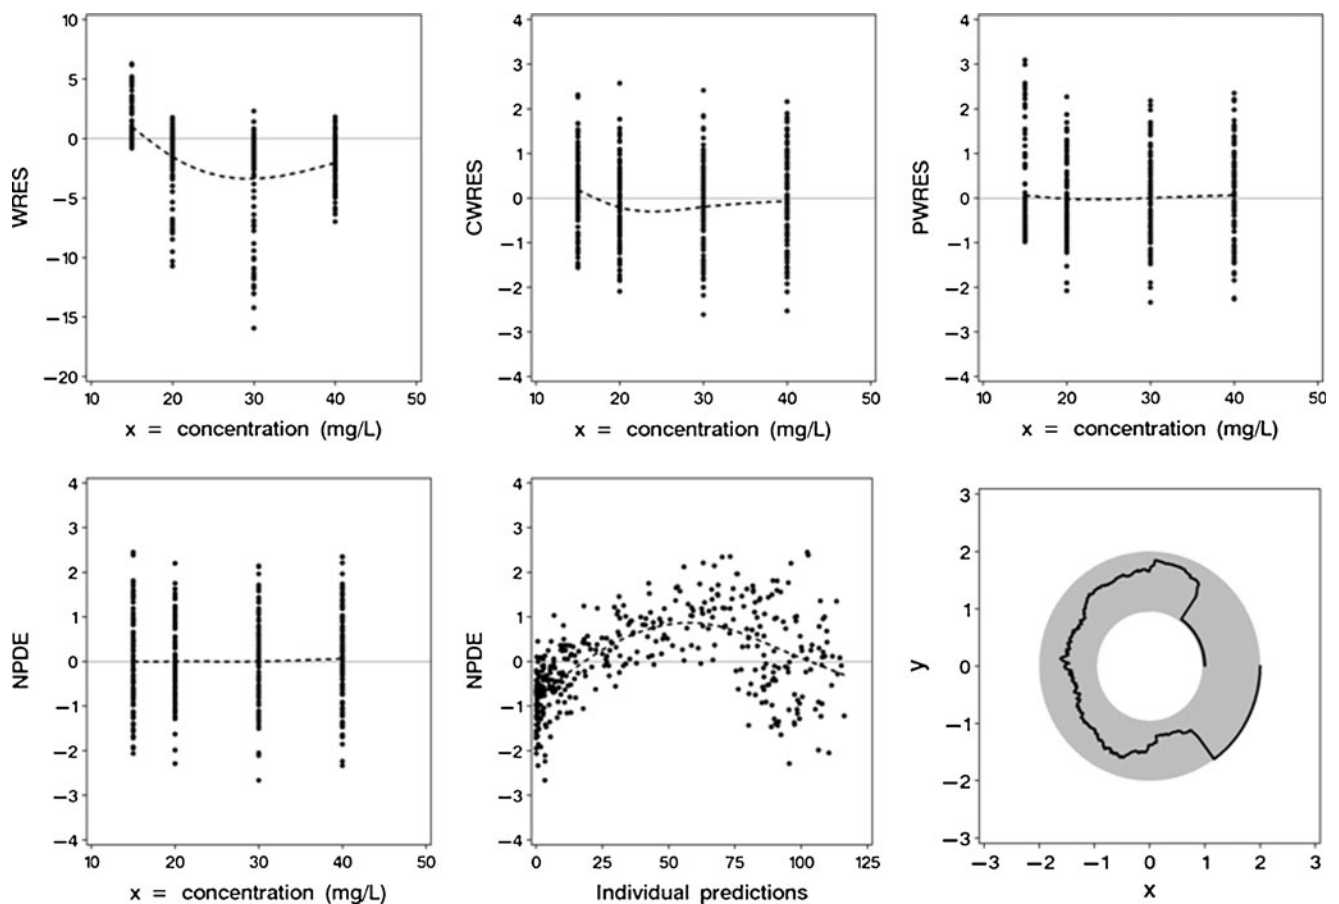 10
5
0
−5
−10
−15
−20
WRES
10 20 30 40 50
x = concentration (mg/L)
4
3
2
1
0
−1
−2
−3
−4
CWRES
10 20 30 40 50
x = concentration (mg/L)
4
3
2
1
0
−1
−2
−3
−4
PWRES
10 20 30 40 50
x = concentration (mg/L)
4
3
2
1
0
−1
−2
−3
−4
NPDE
10 20 30 40 50
x = concentration (mg/L)
4
3
2
1
0
−1
−2
−3
−4
NPDE
0 25 50 75 100 125
Individual predictions
3
2
1
0
−1
−2
−3
y
−3 −2 −1 0 1 2 3
x